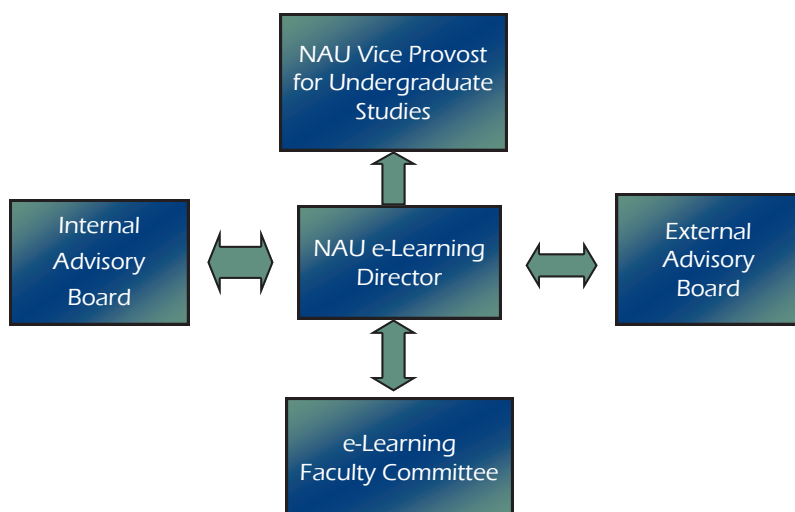 NAU Vice Provost
for Undergraduate
Studies
Internal
Advisory
Board
NAU e-Learning
Director
External
Advisory
Board
e-Learning
Faculty Committee